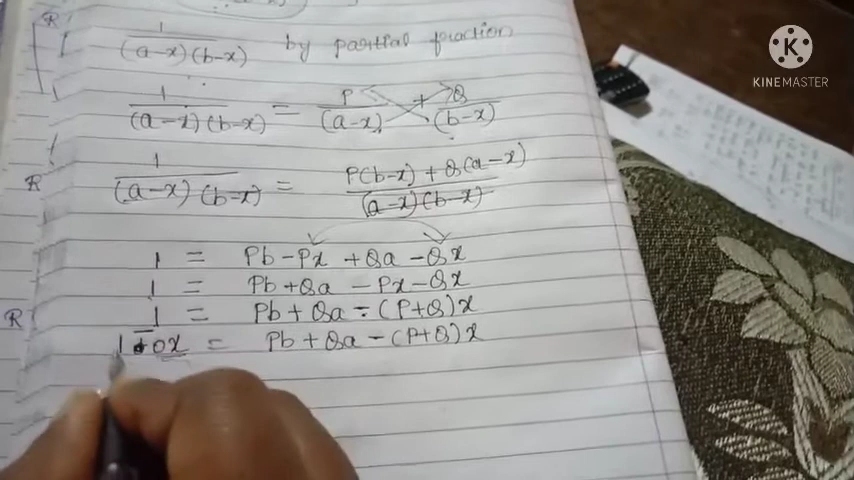 R
1/(a-x)(b-x) by partial fraction
KINEMASTER
1/(a-x)(b-x) = P/(a-x) + Q/(b-x)
R 1/(a-x)(b-x) = P(b-x) + Q(a-x)/(a-x)(b-x)
1 = Pb - Px + Qa - Qx
1 = Pb + Qa - Px - Qx
R 1 = Pb + Qa - (P+Q)x
1 - 0x = Pb + Qa - (P+Q)x